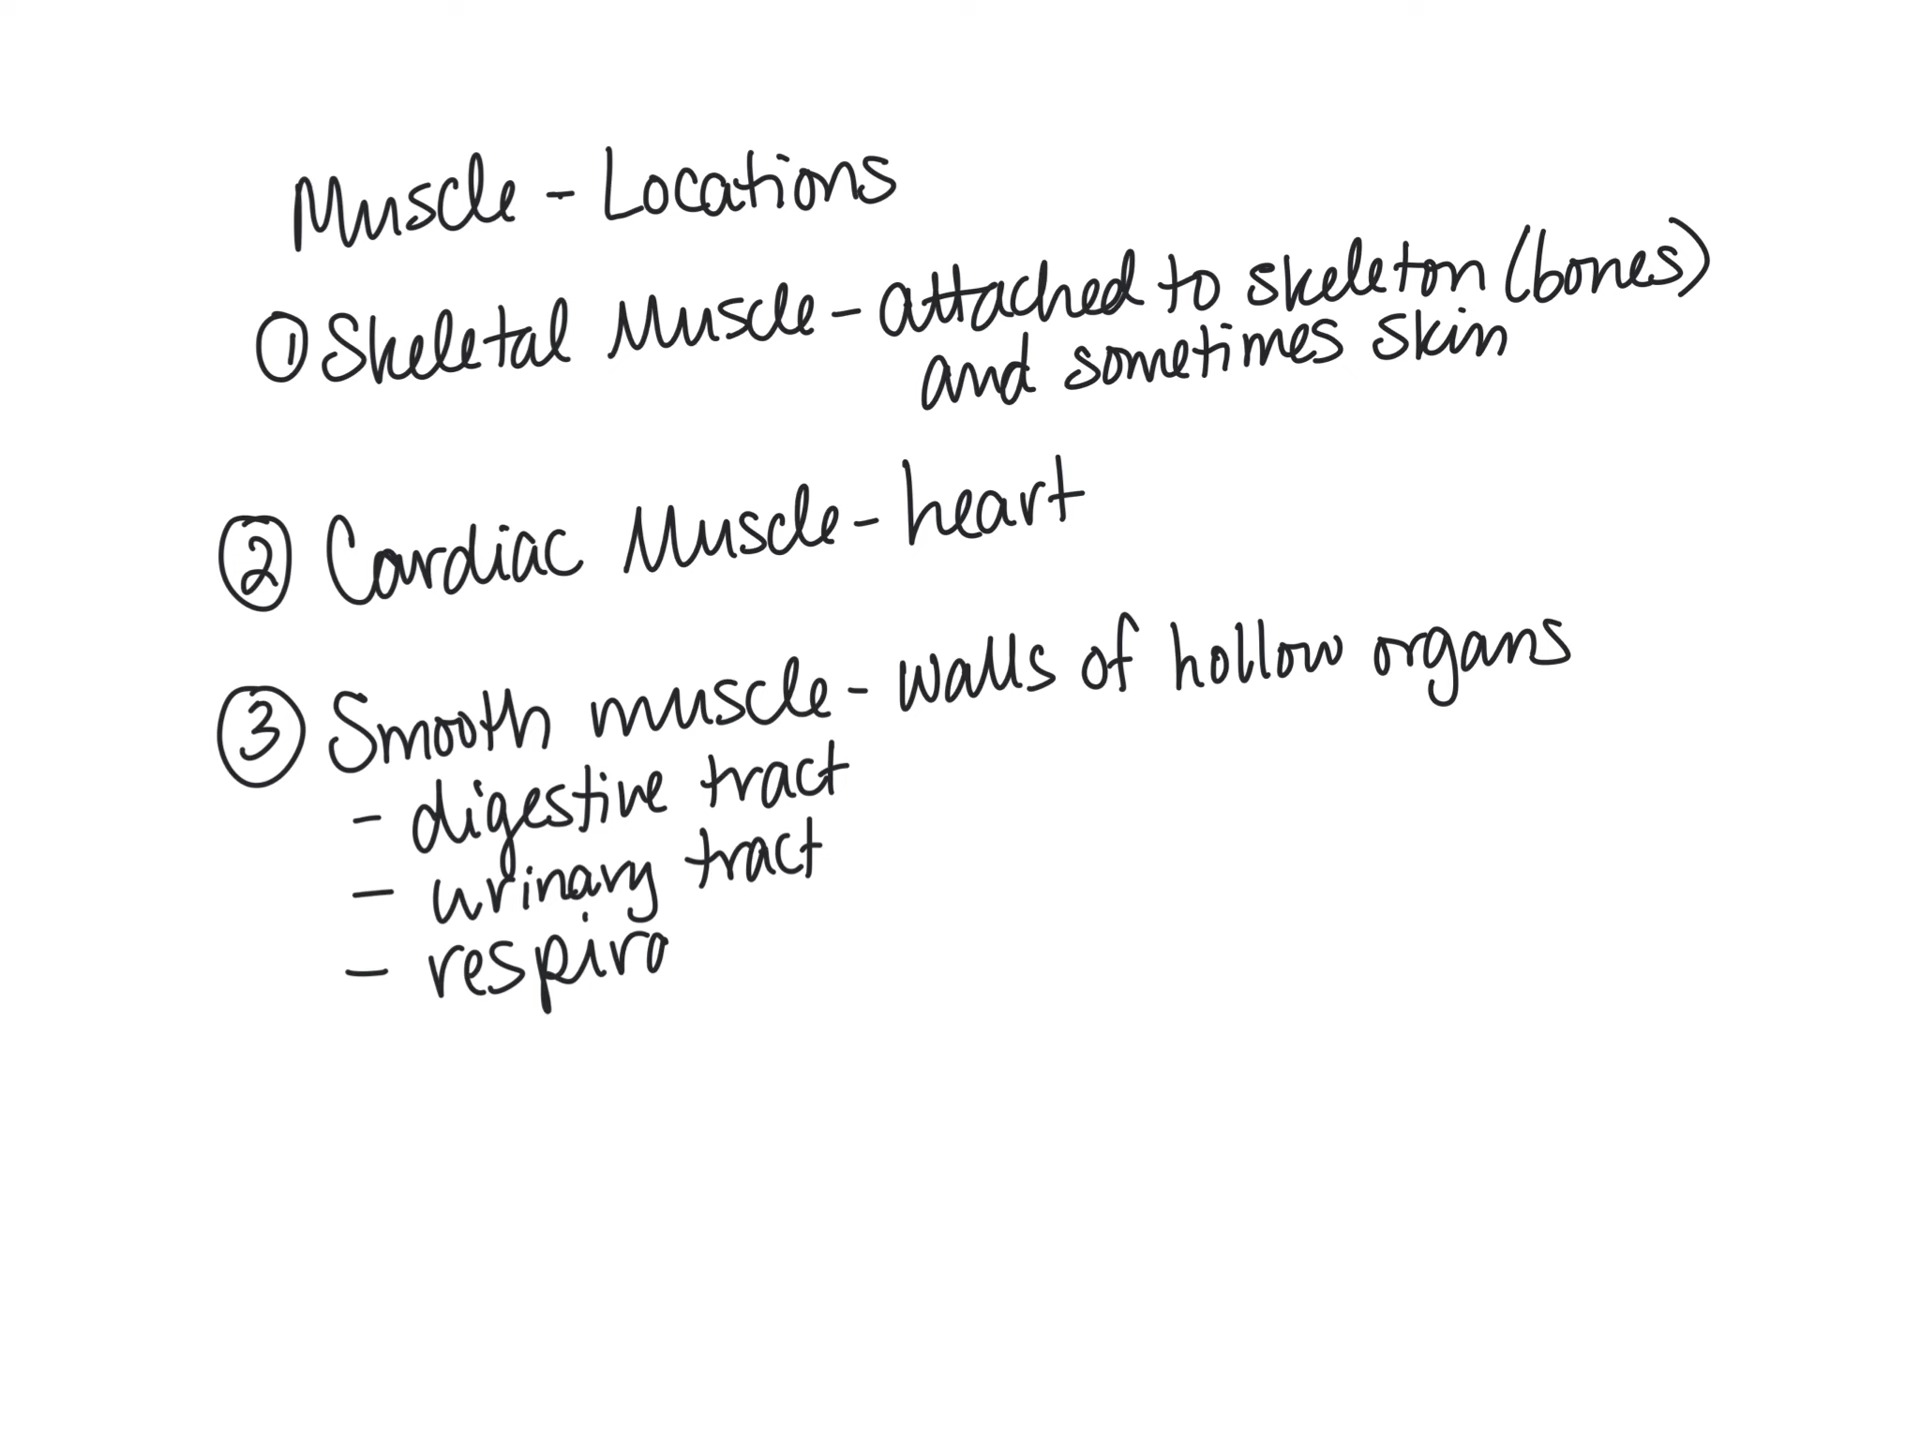 Muscle - Locations
① Skeletal Muscle - attached to skeleton (bones)
and sometimes skin
② Cardiac Muscle - heart
③ Smooth muscle - walls of hollow organs
- digestive tract
- urinary tract
- respira